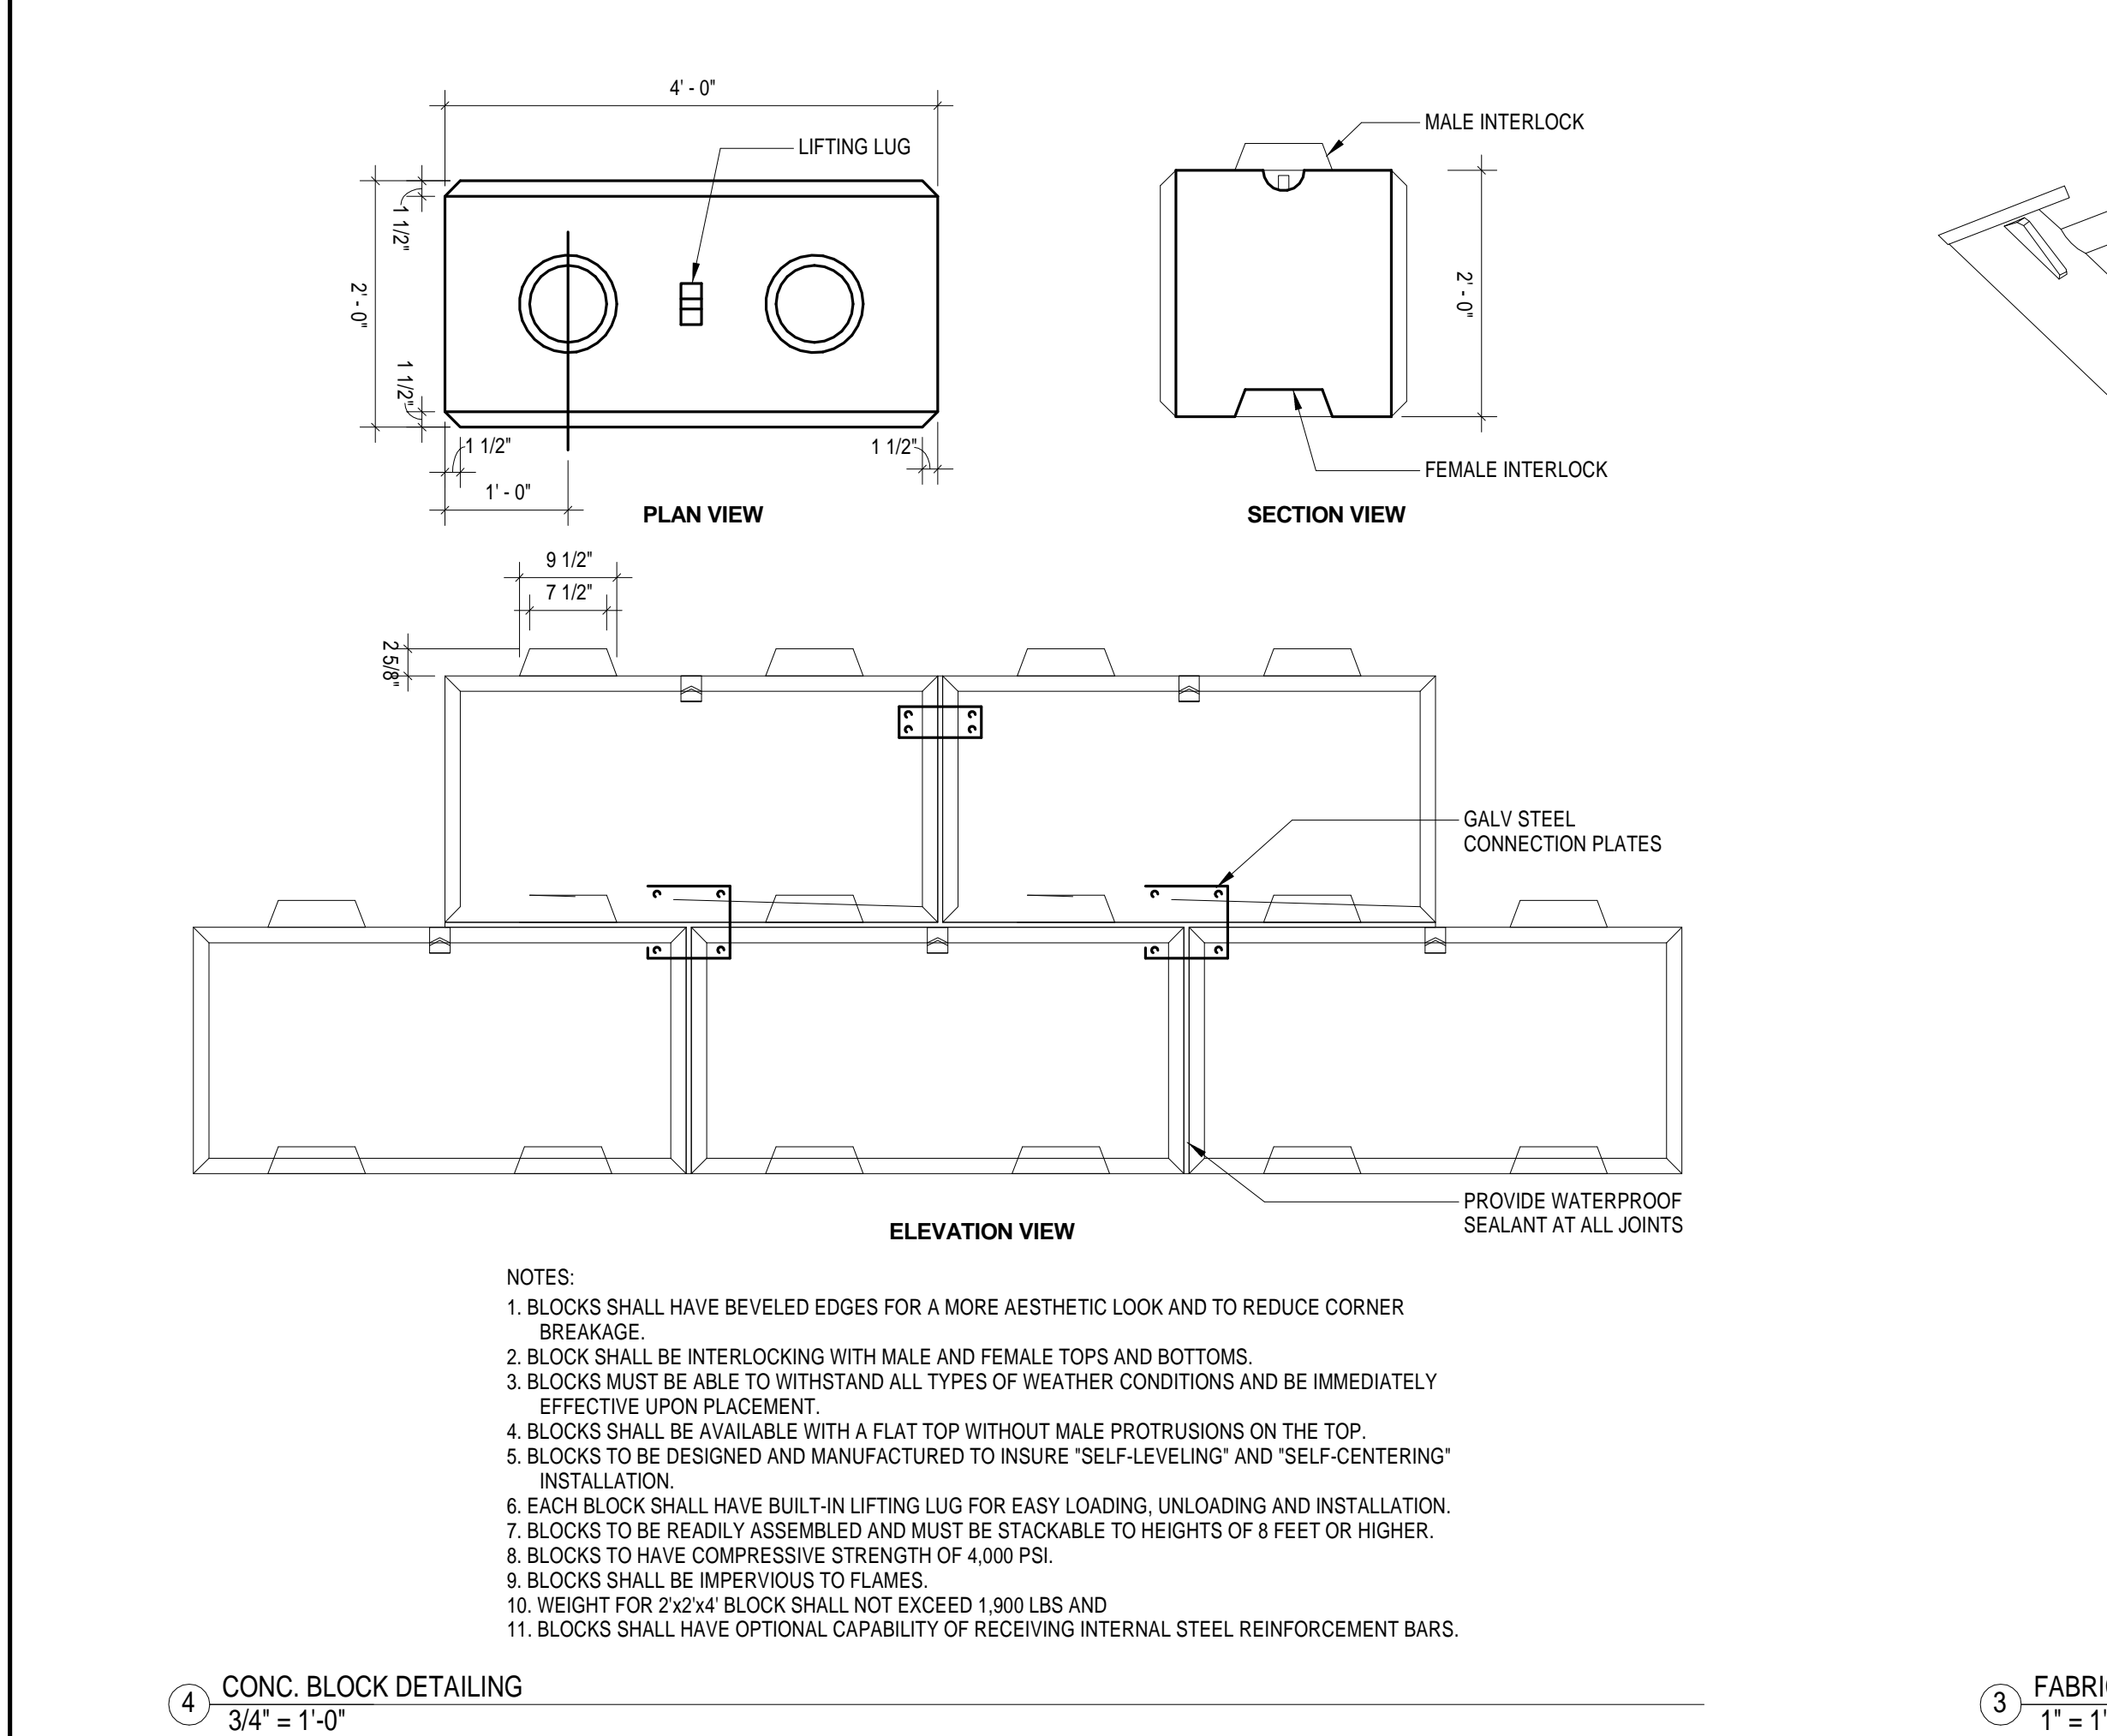 4' - 0"
LIFTING LUG
1 1/2"
2' - 0"
1 1/2"
1 1/2"
1 1/2"
1' - 0"
PLAN VIEW
MALE INTERLOCK
2' - 0"
FEMALE INTERLOCK
SECTION VIEW
9 1/2"
7 1/2"
2 5/8"
GALV STEEL
CONNECTION PLATES
PROVIDE WATERPROOF
SEALANT AT ALL JOINTS
ELEVATION VIEW
NOTES:
1. BLOCKS SHALL HAVE BEVELED EDGES FOR A MORE AESTHETIC LOOK AND TO REDUCE CORNER
BREAKAGE.
2. BLOCK SHALL BE INTERLOCKING WITH MALE AND FEMALE TOPS AND BOTTOMS.
3. BLOCKS MUST BE ABLE TO WITHSTAND ALL TYPES OF WEATHER CONDITIONS AND BE IMMEDIATELY
EFFECTIVE UPON PLACEMENT.
4. BLOCKS SHALL BE AVAILABLE WITH A FLAT TOP WITHOUT MALE PROTRUSIONS ON THE TOP.
5. BLOCKS TO BE DESIGNED AND MANUFACTURED TO INSURE "SELF-LEVELING" AND "SELF-CENTERING"
INSTALLATION.
6. EACH BLOCK SHALL HAVE BUILT-IN LIFTING LUG FOR EASY LOADING, UNLOADING AND INSTALLATION.
7. BLOCKS TO BE READILY ASSEMBLED AND MUST BE STACKABLE TO HEIGHTS OF 8 FEET OR HIGHER.
8. BLOCKS TO HAVE COMPRESSIVE STRENGTH OF 4,000 PSI.
9. BLOCKS SHALL BE IMPERVIOUS TO FLAMES.
10. WEIGHT FOR 2'x2'x4' BLOCK SHALL NOT EXCEED 1,900 LBS AND
11. BLOCKS SHALL HAVE OPTIONAL CAPABILITY OF RECEIVING INTERNAL STEEL REINFORCEMENT BARS.
4 CONC. BLOCK DETAILING
3/4" = 1'-0"
3
1" = 1'